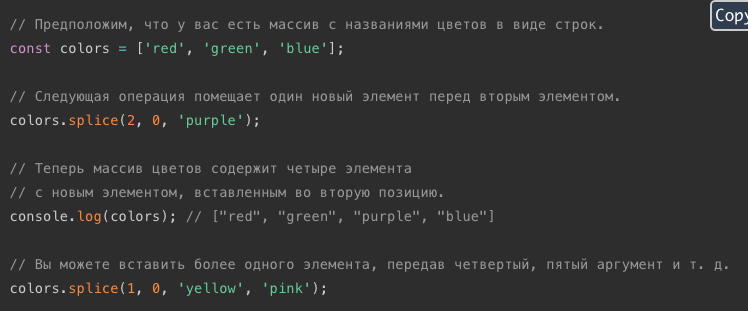 Copy
// Предположим, что у вас есть массив с названиями цветов в виде строк.
const colors = ['red', 'green', 'blue'];
// Следующая операция помещает один новый элемент перед вторым элементом.
colors.splice(2, 0, 'purple');
// Теперь массив цветов содержит четыре элемента
// с новым элементом, вставленным во вторую позицию.
console.log(colors); // ["red", "green", "purple", "blue"]
// Вы можете вставить более одного элемента, передав четвертый, пятый аргумент и т. д.
colors.splice(1, 0, 'yellow', 'pink');